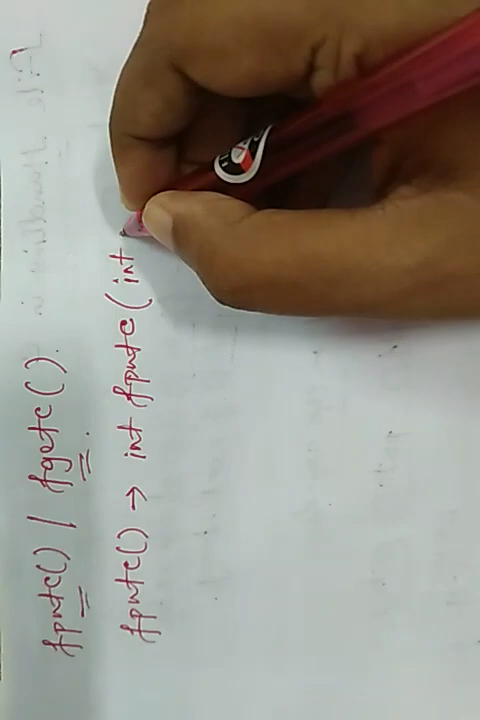 fputc() / fgetc().
fputc() → int fputc ( int